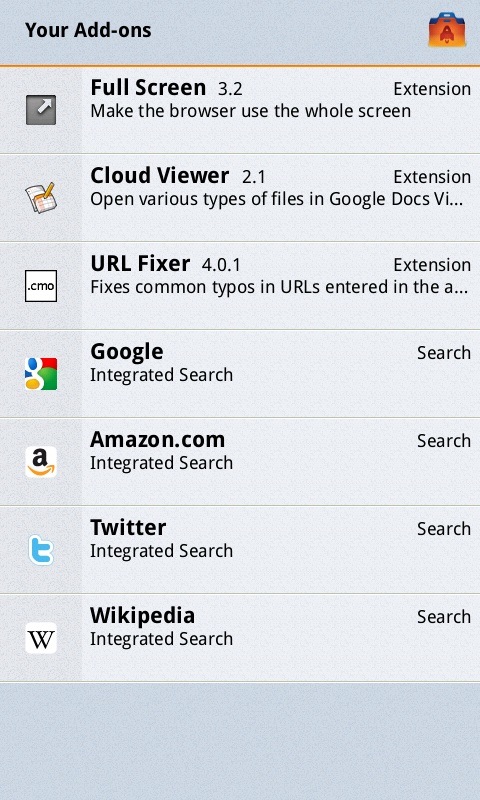 Your Add-ons
Full Screen 3.2 Extension
Make the browser use the whole screen
Cloud Viewer 2.1 Extension
Open various types of files in Google Docs Vi...
URL Fixer 4.0.1 Extension
.cmo
Fixes common typos in URLs entered in the a...
Google Search
Integrated Search
Amazon.com Search
Integrated Search
Twitter Search
Integrated Search
Wikipedia Search
Integrated Search